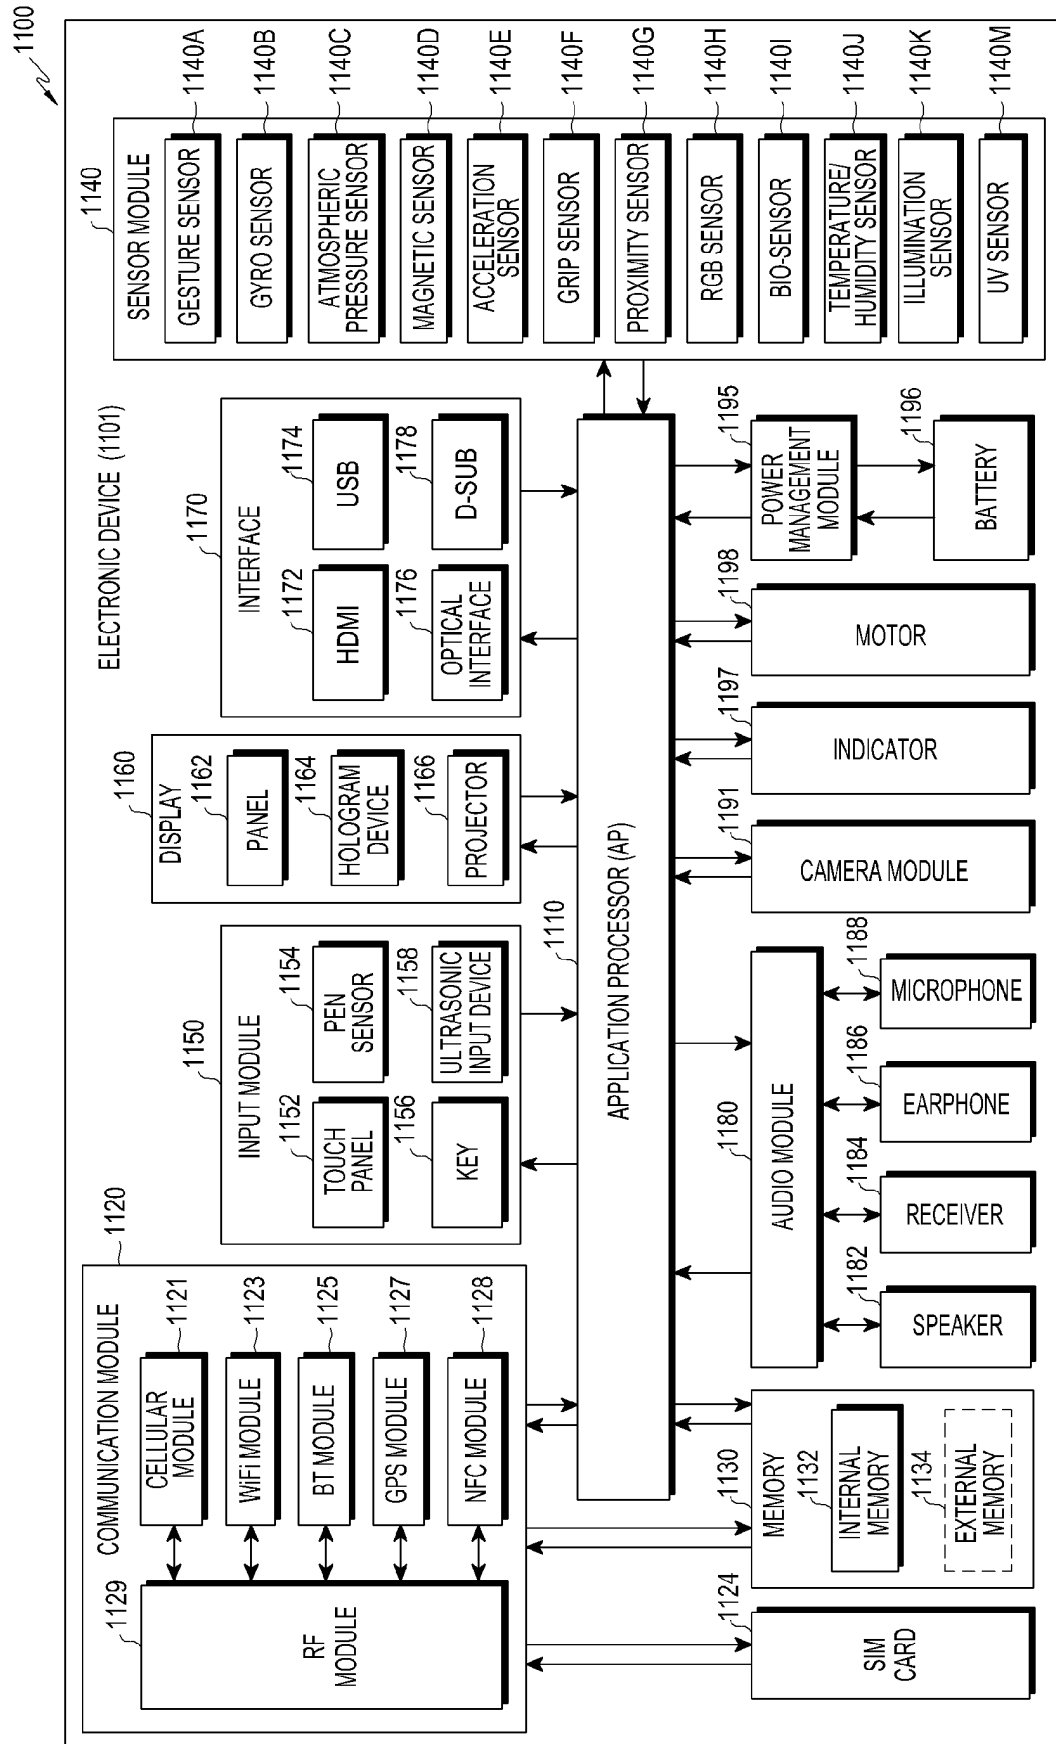 1100
ELECTRONIC DEVICE (1101)
COMMUNICATION MODULE
1120
1129
RF
MODULE
CELLULAR
MODULE
1121
WiFi MODULE
1123
BT MODULE
1125
GPS MODULE
1127
NFC MODULE
1128
1150
INPUT MODULE
1152
TOUCH
PANEL
1154
PEN
SENSOR
1156
KEY
1158
ULTRASONIC
INPUT DEVICE
1160
DISPLAY
1162
PANEL
1164
HOLOGRAM
DEVICE
1166
PROJECTOR
1170
INTERFACE
1172
HDMI
1174
USB
1176
OPTICAL
INTERFACE
1178
D-SUB
1140
SENSOR MODULE
GESTURE SENSOR
1140A
GYRO SENSOR
1140B
ATMOSPHERIC
PRESSURE SENSOR
1140C
MAGNETIC SENSOR
1140D
ACCELERATION
SENSOR
1140E
GRIP SENSOR
1140F
PROXIMITY SENSOR
1140G
RGB SENSOR
1140H
BIO-SENSOR
1140I
TEMPERATURE/
HUMIDITY SENSOR
1140J
ILLUMINATION
SENSOR
1140K
UV SENSOR
1140M
1110
APPLICATION PROCESSOR (AP)
1124
SIM
CARD
1130
MEMORY
1132
INTERNAL
MEMORY
1134
EXTERNAL
MEMORY
1180
AUDIO MODULE
1182
SPEAKER
1184
RECEIVER
1186
EARPHONE
1188
MICROPHONE
1191
CAMERA MODULE
1197
INDICATOR
1198
MOTOR
1195
POWER
MANAGEMENT
MODULE
1196
BATTERY